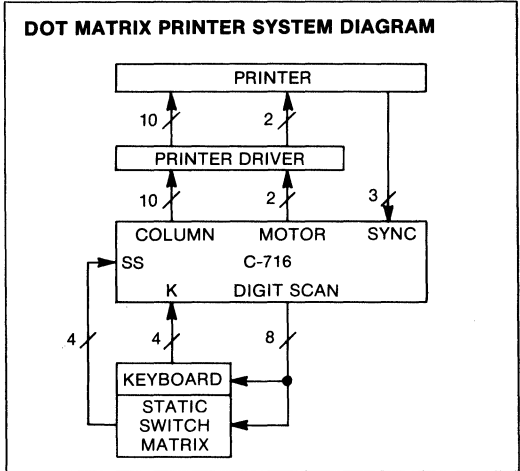 DOT MATRIX PRINTER SYSTEM DIAGRAM
PRINTER
10 2
PRINTER DRIVER
10 2 3
COLUMN MOTOR SYNC
SS C-716
K DIGIT SCAN
4 4 8
KEYBOARD
STATIC
SWITCH
MATRIX